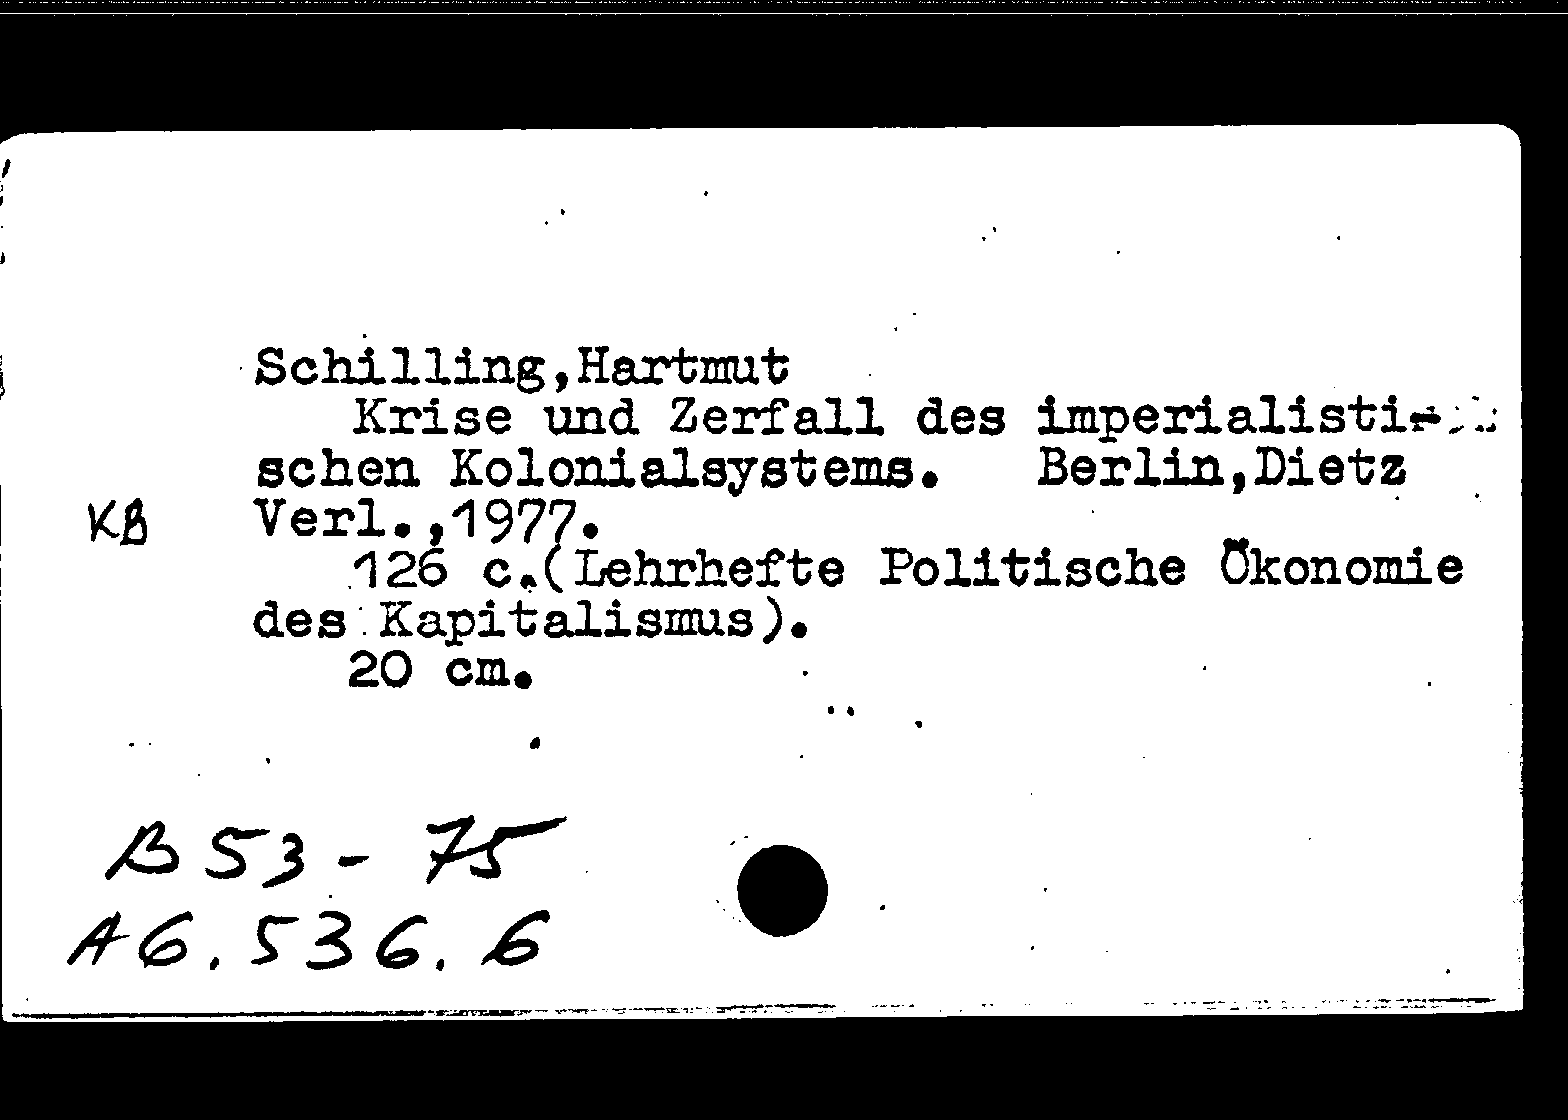 Schilling,Hartmut
Krise und Zerfall des imperialisti-
schen Kolonialsystems. Berlin,Dietz
KB Verl.,1977.
126 c.(Lehrhefte Politische Ökonomie
des Kapitalismus).
20 cm.
B 53 - 75
A6.536.6